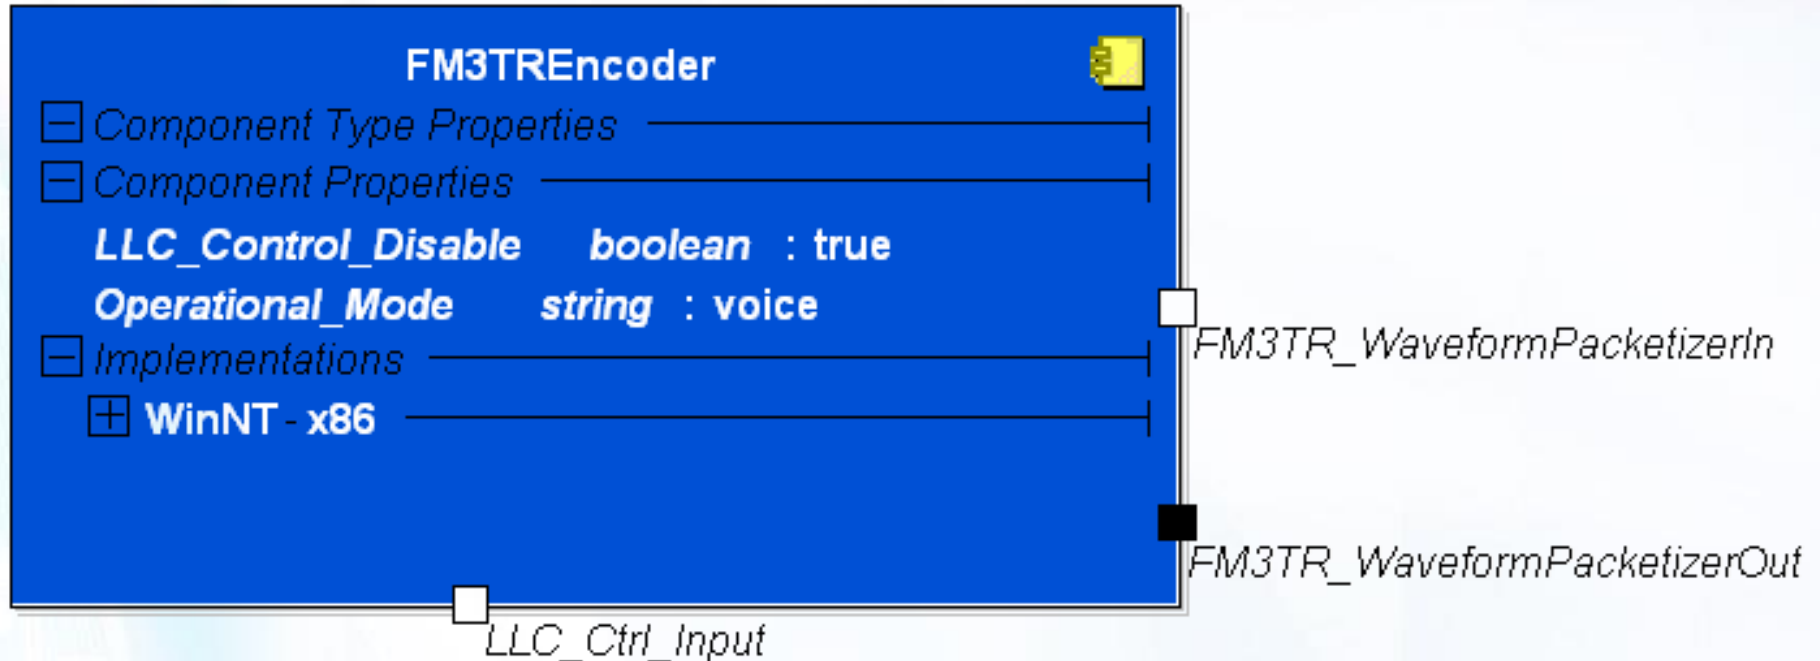 FM3TREncoder
Component Type Properties
Component Properties
LLC_Control_Disable boolean : true
Operational_Mode string : voice
FM3TR_WaveformPacketizerIn
Implementations
WinNT - x86
FM3TR_WaveformPacketizerOut
LLC_Ctrl_Input